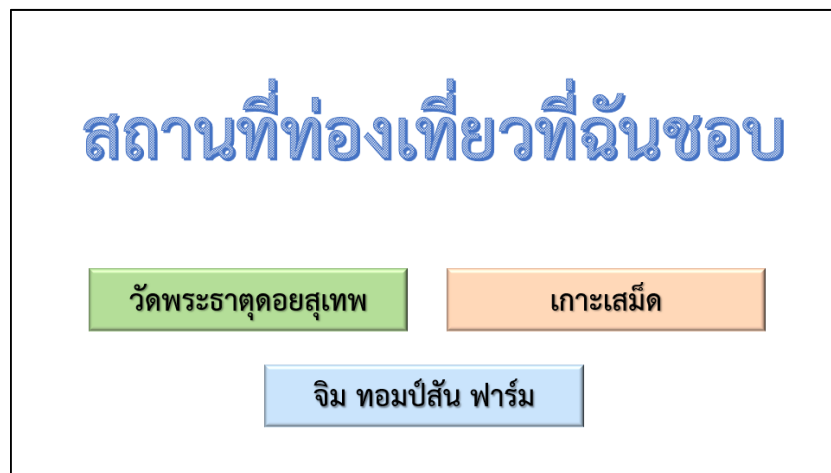 สถานที่ท่องเที่ยวที่ฉันชอบ
วัดพระธาตุดอยสุเทพ
เกาะเสม็ด
จิม ทอมป์สัน ฟาร์ม